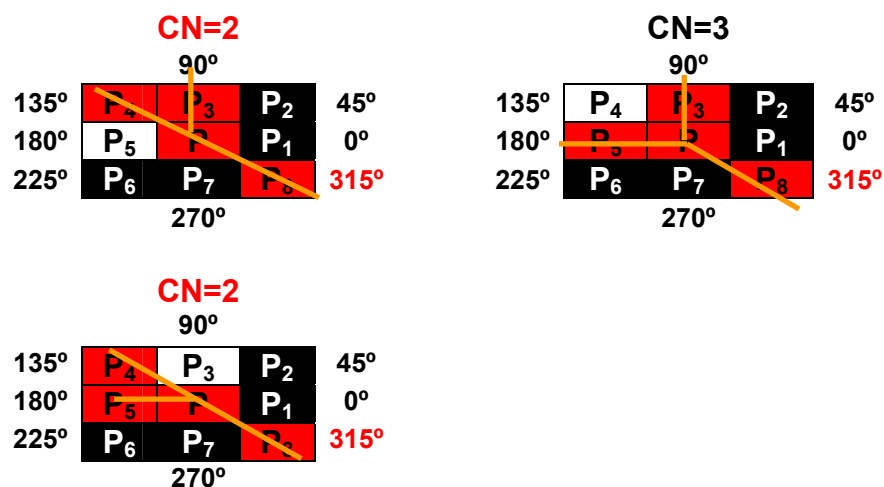 CN=2
90º
135º P4 P3 P2 45º
180º P5 P P1 0º
225º P6 P7 P8 315º
270º
CN=3
90º
135º P4 P3 P2 45º
180º P5 P P1 0º
225º P6 P7 P8 315º
270º
CN=2
90º
135º P4 P3 P2 45º
180º P5 P P1 0º
225º P6 P7 P8 315º
270º